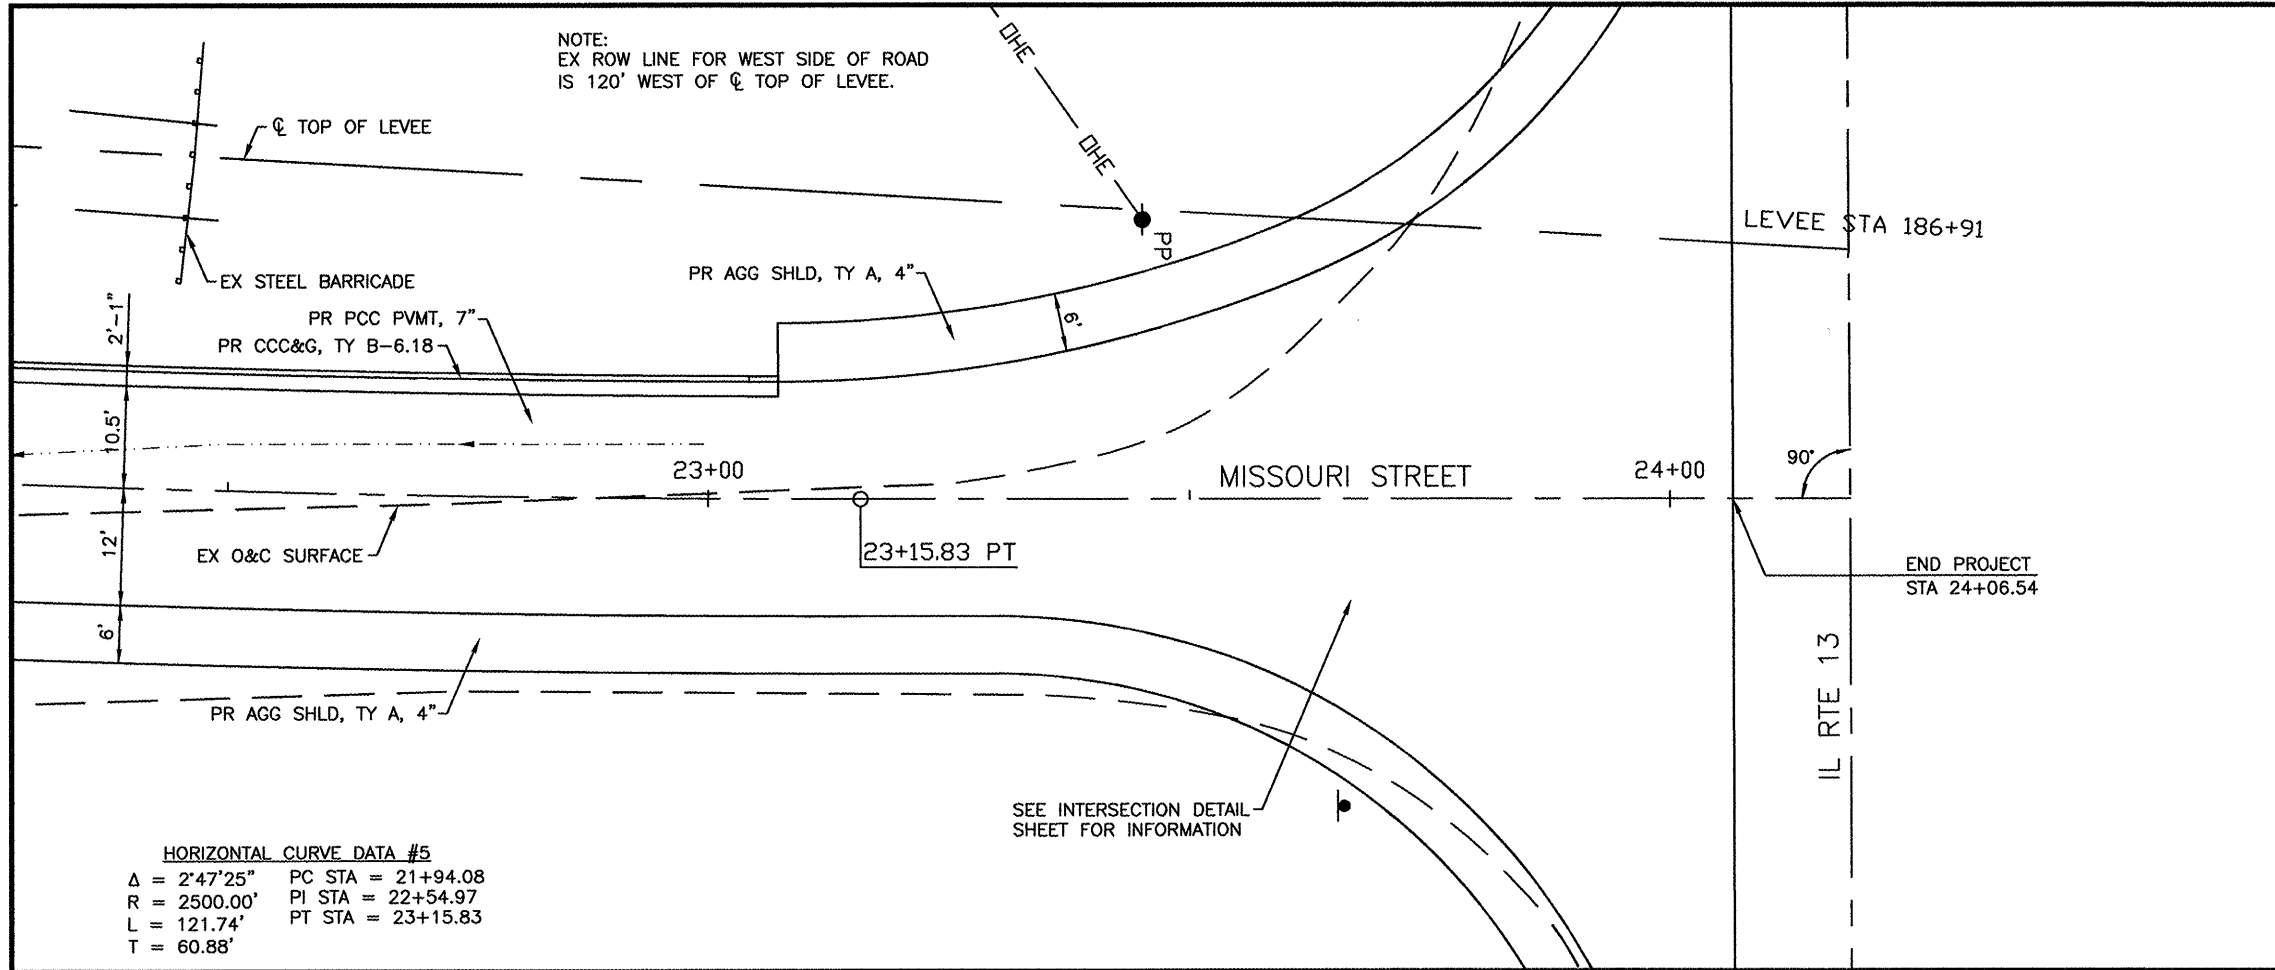 NOTE:
EX ROW LINE FOR WEST SIDE OF ROAD
IS 120' WEST OF ℄ TOP OF LEVEE.
OHE
OHE
℄ TOP OF LEVEE
PP
LEVEE STA 186+91
EX STEEL BARRICADE
PR AGG SHLD, TY A, 4"
6'
2'-1"
PR PCC PVMT, 7"
PR CCC&G, TY B-6.18
10.5'
23+00
MISSOURI STREET
24+00
90°
12'
EX O&C SURFACE
23+15.83 PT
END PROJECT
STA 24+06.54
6'
IL RTE 13
PR AGG SHLD, TY A, 4"
SEE INTERSECTION DETAIL
SHEET FOR INFORMATION
HORIZONTAL CURVE DATA #5
Δ = 2°47'25" PC STA = 21+94.08
R = 2500.00' PI STA = 22+54.97
L = 121.74' PT STA = 23+15.83
T = 60.88'